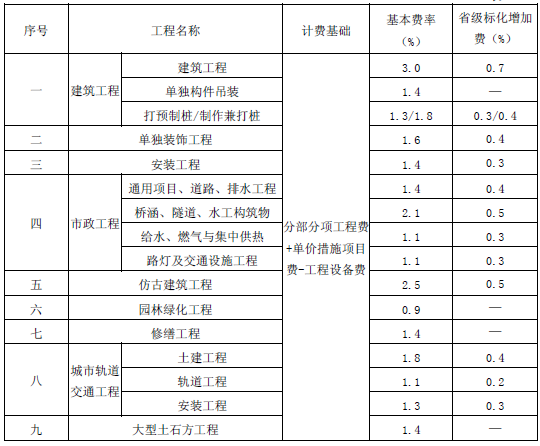 序号 工程名称 计费基础 基本费率（%） 省级标化增加费（%）
一 建筑工程 建筑工程 3.0 0.7
单独构件吊装 1.4 —
打预制桩/制作兼打桩 1.3/1.8 0.3/0.4
二 单独装饰工程 1.6 0.4
三 安装工程 1.4 0.3
四 市政工程 通用项目、道路、排水工程 1.4 0.4
桥涵、隧道、水工构筑物 2.1 0.5
分部分项工程费+单价措施项目费-工程设备费
给水、燃气与集中供热 1.1 0.3
路灯及交通设施工程 1.1 0.3
五 仿古建筑工程 2.5 0.5
六 园林绿化工程 0.9 —
七 修缮工程 1.4 —
八 城市轨道交通工程 土建工程 1.8 0.4
轨道工程 1.1 0.2
安装工程 1.3 0.3
九 大型土石方工程 1.4 —